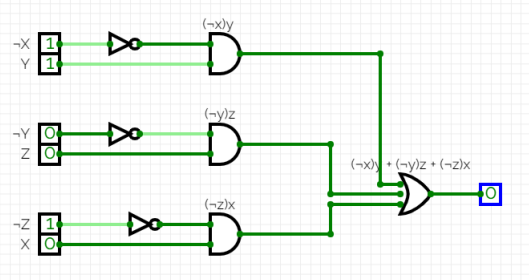 (¬x)y
¬X 1
Y 1
(¬y)z
¬Y 0
Z 0
(¬x)y + (¬y)z + (¬z)x
0
(¬z)x
¬Z 1
X 0